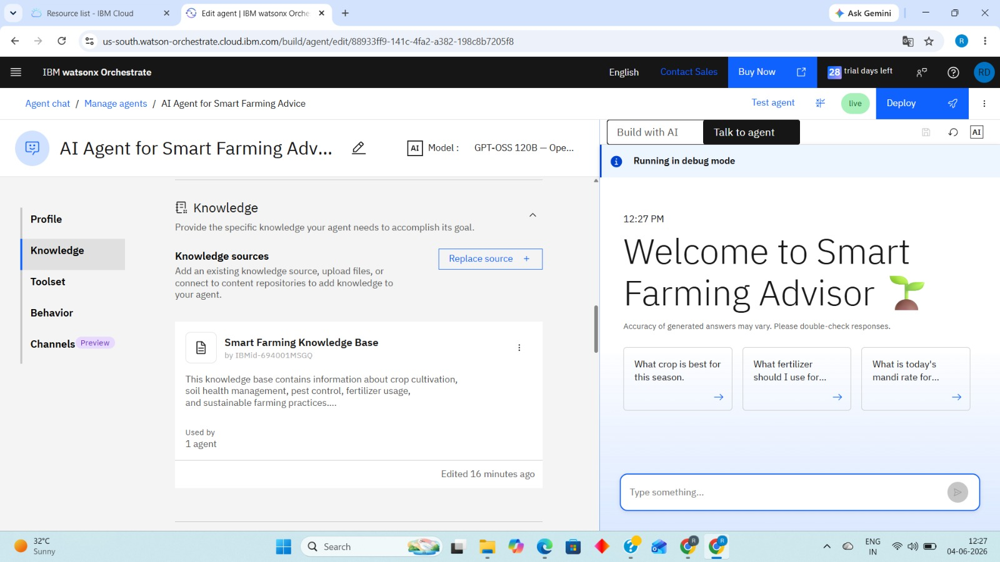 Resource list - IBM Cloud
Edit agent | IBM watsonx Orche
Ask Gemini
us-south.watson-orchestrate.cloud.ibm.com/build/agent/edit/88933ff9-141c-4fa2-a382-198c8b7205f8
R
IBM watsonx Orchestrate
English
Contact Sales
Buy Now
28 trial days left
RD
Agent chat / Manage agents / AI Agent for Smart Farming Advice
Test agent
live
Deploy
AI Agent for Smart Farming Adv...
AI Model :
GPT-OSS 120B — Ope...
Build with AI
Talk to agent
AI
Running in debug mode
Profile
Knowledge
Toolset
Behavior
Channels Preview
Knowledge
Provide the specific knowledge your agent needs to accomplish its goal.
Knowledge sources
Add an existing knowledge source, upload files, or
connect to content repositories to add knowledge to
your agent.
Replace source +
Smart Farming Knowledge Base
by IBMid-694001MSGQ
This knowledge base contains information about crop cultivation,
soil health management, pest control, fertilizer usage,
and sustainable farming practices....
Used by
1 agent
Edited 16 minutes ago
12:27 PM
Welcome to Smart
Farming Advisor
Accuracy of generated answers may vary. Please double-check responses.
What crop is best for
this season.
What fertilizer
should I use for...
What is today's
mandi rate for...
Type something...
32°C
Sunny
Search
R
R
ENG
IN
12:27
04-06-2026